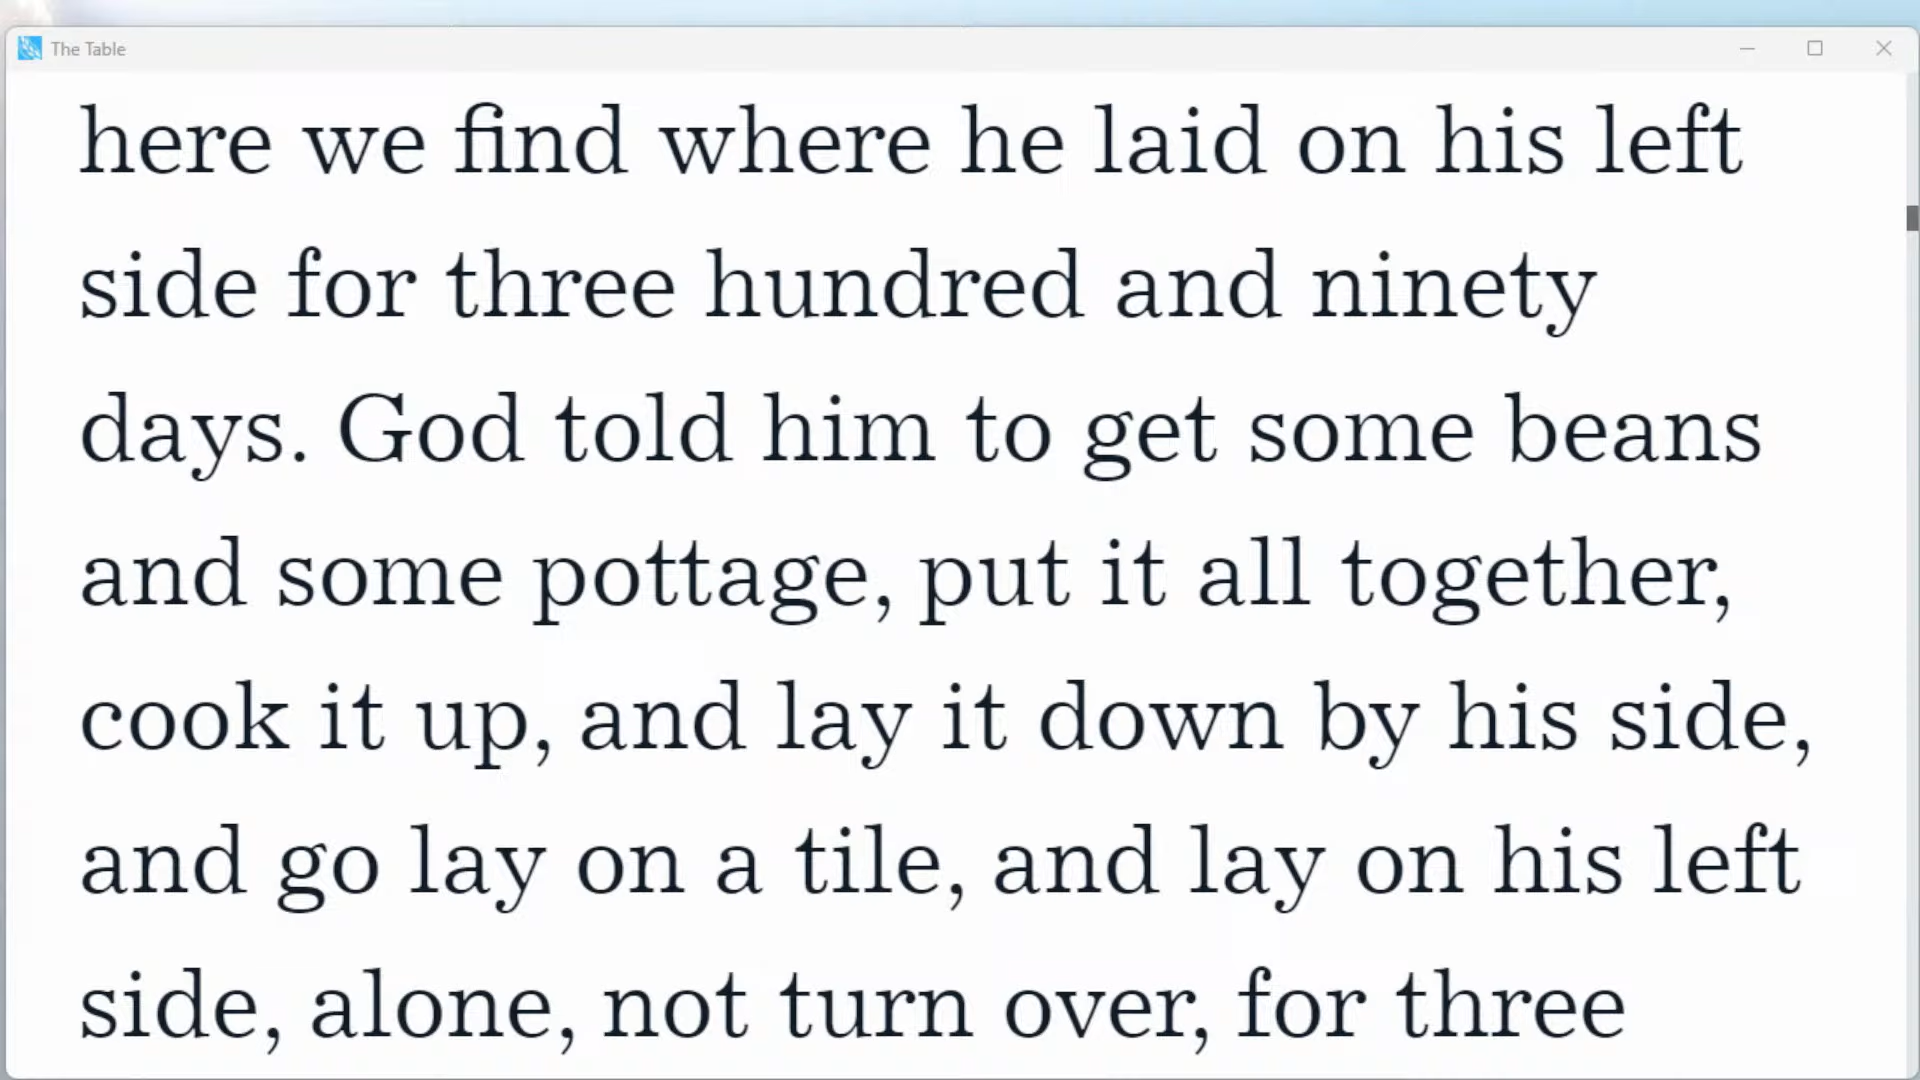 The Table
here we find where he laid on his left
side for three hundred and ninety
days. God told him to get some beans
and some pottage, put it all together,
cook it up, and lay it down by his side,
and go lay on a tile, and lay on his left
side, alone, not turn over, for three